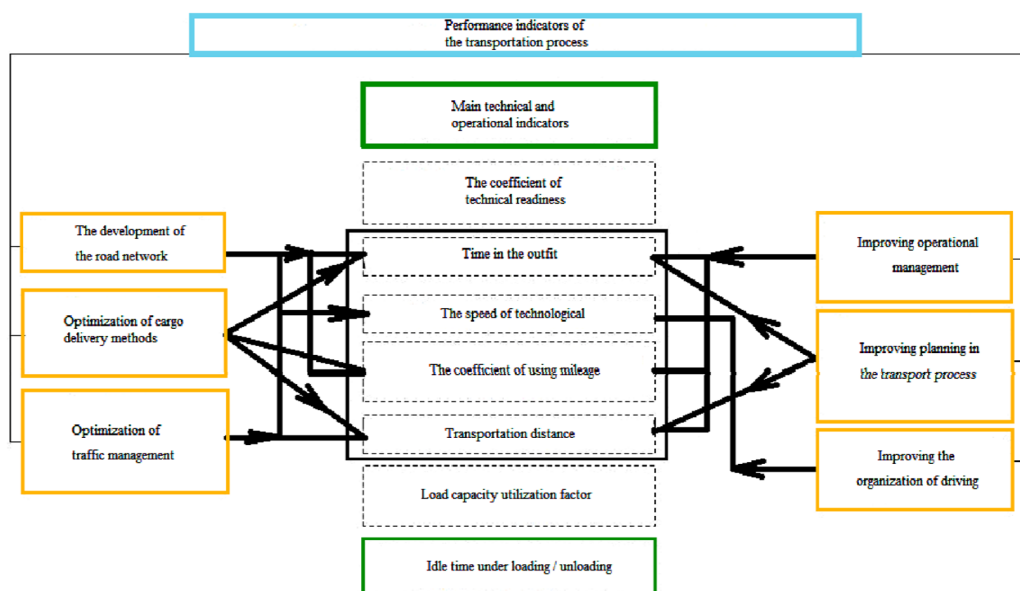 Performance indicators of
the transportation process
Main technical and
operational indicators
The coefficient of
technical readiness
The development of
the road network
Time in the outfit
Improving operational
management
Optimization of cargo
delivery methods
The speed of technological
The coefficient of using mileage
Improving planning in
the transport process
Optimization of
traffic management
Transportation distance
Improving the
organization of driving
Load capacity utilization factor
Idle time under loading / unloading